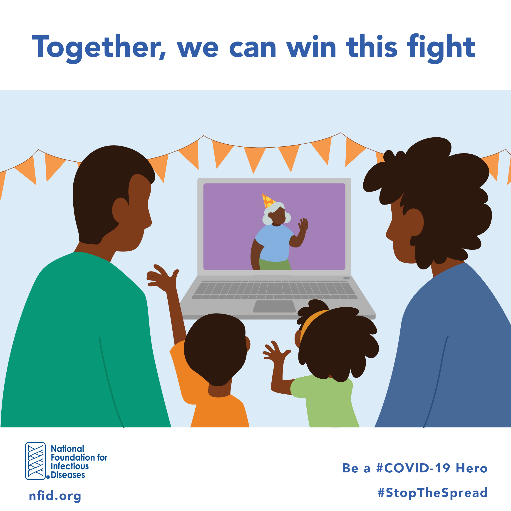 Together, we can win this fight
National
Foundation for
Infectious
Diseases
nfid.org
Be a #COVID-19 Hero
#StopTheSpread